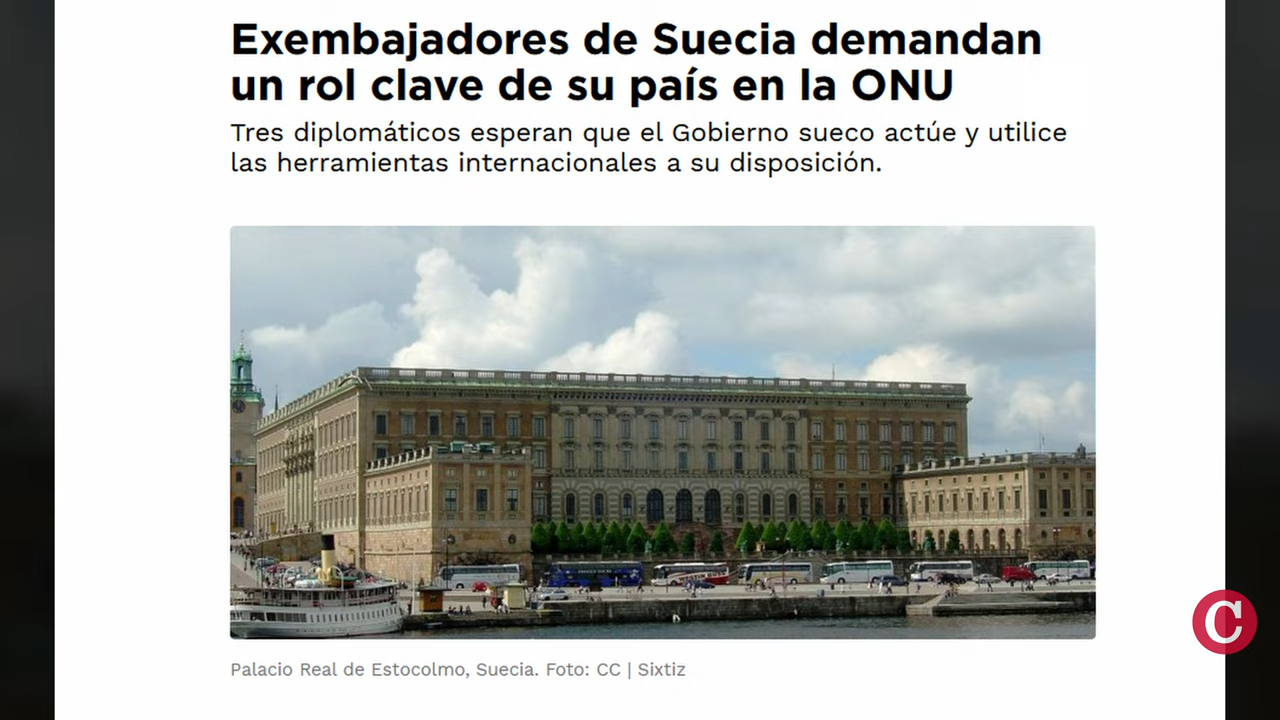 Exembajadores de Suecia demandan
un rol clave de su país en la ONU
Tres diplomáticos esperan que el Gobierno sueco actúe y utilice
las herramientas internacionales a su disposición.
Palacio Real de Estocolmo, Suecia. Foto: CC | Sixtiz
C